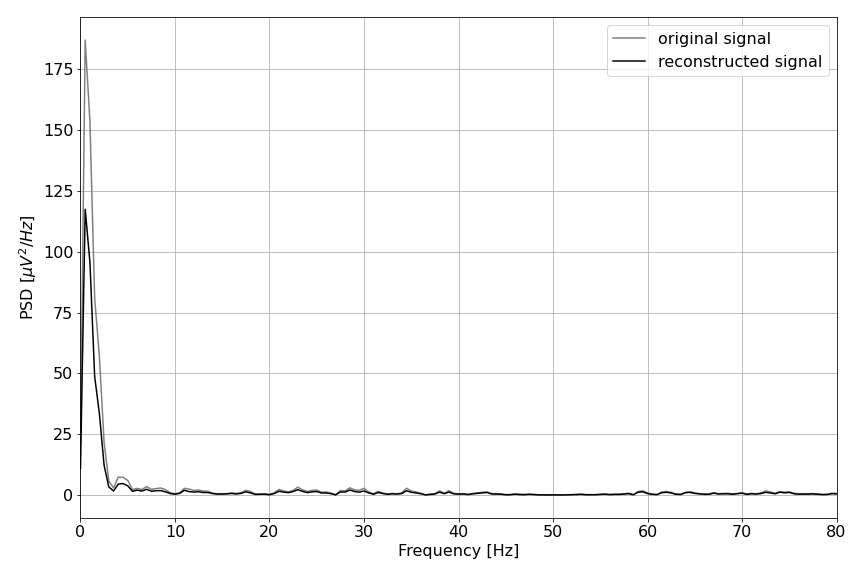 original signal
reconstructed signal
175
150
125
100
75
50
25
0
PSD [μV²/Hz]
0 10 20 30 40 50 60 70 80
Frequency [Hz]